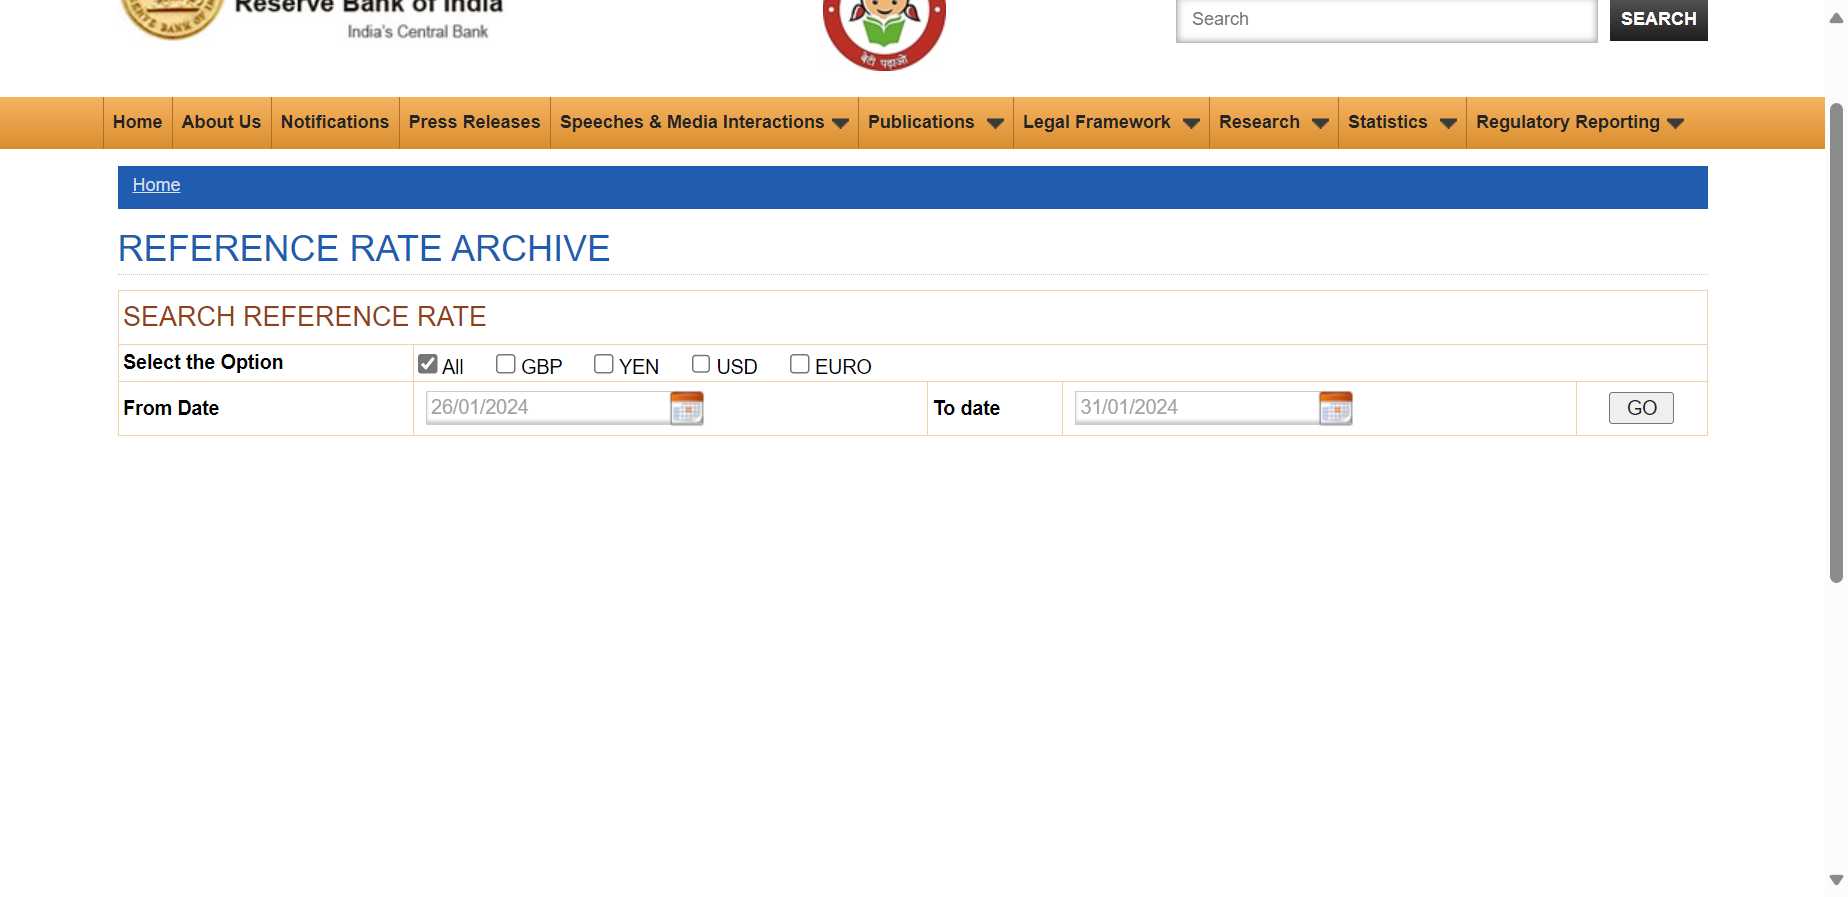 Reserve Bank of India
India's Central Bank
बेटी पढ़ाओ
Search
SEARCH
Home
About Us
Notifications
Press Releases
Speeches & Media Interactions
Publications
Legal Framework
Research
Statistics
Regulatory Reporting
Home
REFERENCE RATE ARCHIVE
SEARCH REFERENCE RATE
Select the Option
All
GBP
YEN
USD
EURO
From Date
26/01/2024
To date
31/01/2024
GO